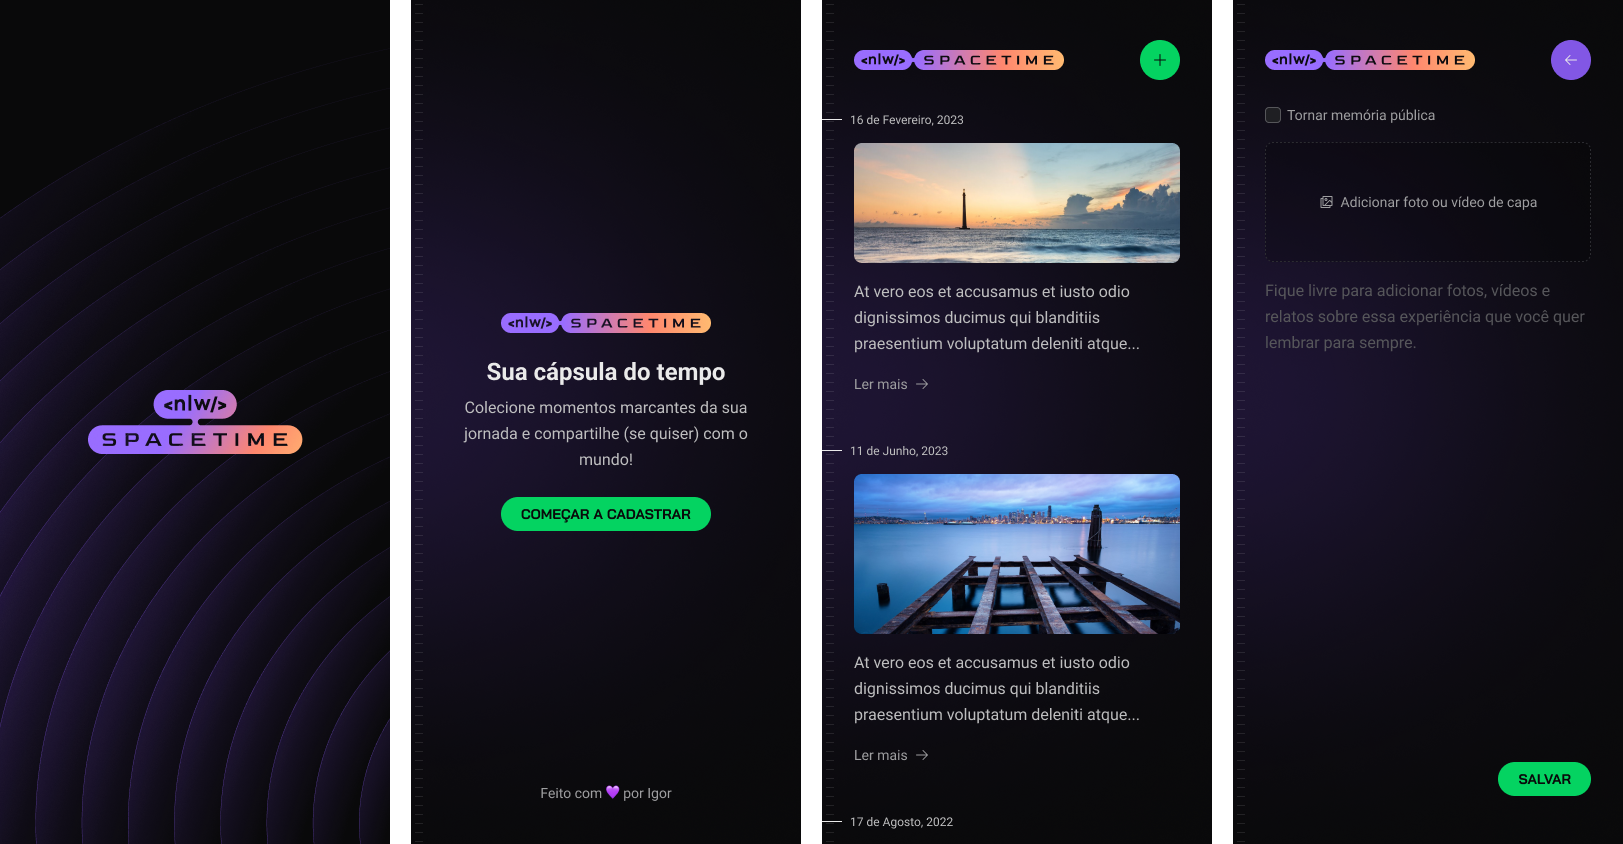 <nlw/>
SPACETIME
<nlw/> SPACETIME
Sua cápsula do tempo
Colecione momentos marcantes da sua
jornada e compartilhe (se quiser) com o
mundo!
COMEÇAR A CADASTRAR
Feito com 💜 por Igor
<nlw/> SPACETIME
16 de Fevereiro, 2023
At vero eos et accusamus et iusto odio
dignissimos ducimus qui blanditiis
praesentium voluptatum deleniti atque...
Ler mais →
11 de Junho, 2023
At vero eos et accusamus et iusto odio
dignissimos ducimus qui blanditiis
praesentium voluptatum deleniti atque...
Ler mais →
17 de Agosto, 2022
<nlw/> SPACETIME
Tornar memória pública
Adicionar foto ou vídeo de capa
Fique livre para adicionar fotos, vídeos e
relatos sobre essa experiência que você quer
lembrar para sempre.
SALVAR